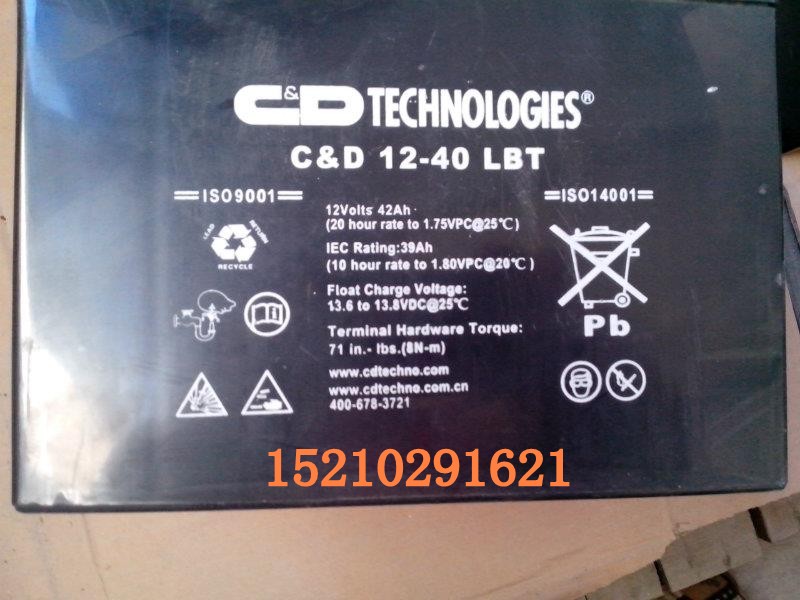 C&D TECHNOLOGIES®
C&D 12-40 LBT
ISO9001
ISO14001
12Volts 42Ah
(20 hour rate to 1.75VPC@25℃)
IEC Rating:39Ah
(10 hour rate to 1.80VPC@20℃)
Float Charge Voltage:
13.6 to 13.8VDC@25℃
Terminal Hardware Torque:
71 in.- lbs.(8N-m)
www.cdtechno.com
www.cdtechno.com.cn
400-678-3721
LEAD RETURN
RECYCLE
Pb
15210291621